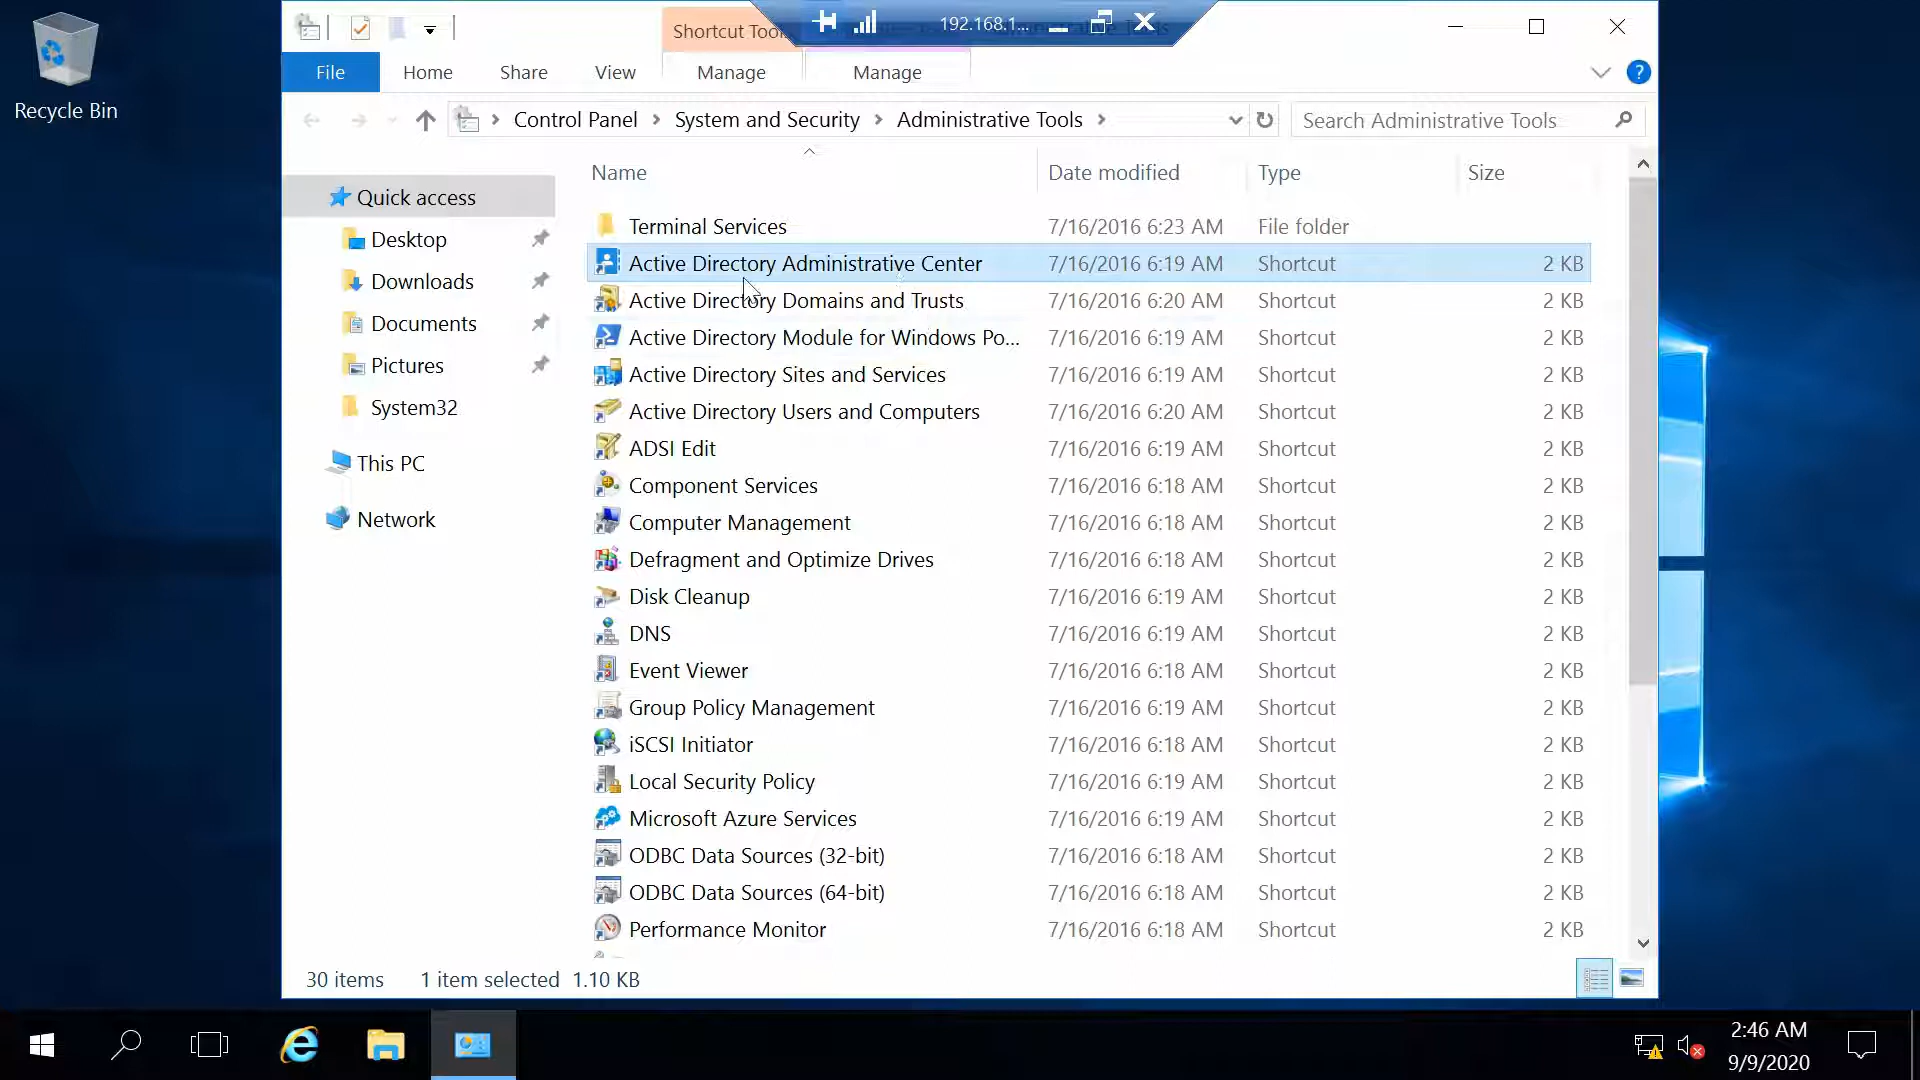 Recycle Bin
Shortcut Too
192.168.1...
File
Home
Share
View
Manage
Manage
?
Control Panel
System and Security
Administrative Tools
Search Administrative Tools
Name
Date modified
Type
Size
Quick access
Desktop
Downloads
Documents
Pictures
System32
This PC
Network
Terminal Services 7/16/2016 6:23 AM File folder
Active Directory Administrative Center 7/16/2016 6:19 AM Shortcut 2 KB
Active Directory Domains and Trusts 7/16/2016 6:20 AM Shortcut 2 KB
Active Directory Module for Windows Po... 7/16/2016 6:19 AM Shortcut 2 KB
Active Directory Sites and Services 7/16/2016 6:19 AM Shortcut 2 KB
Active Directory Users and Computers 7/16/2016 6:20 AM Shortcut 2 KB
ADSI Edit 7/16/2016 6:19 AM Shortcut 2 KB
Component Services 7/16/2016 6:18 AM Shortcut 2 KB
Computer Management 7/16/2016 6:18 AM Shortcut 2 KB
Defragment and Optimize Drives 7/16/2016 6:18 AM Shortcut 2 KB
Disk Cleanup 7/16/2016 6:19 AM Shortcut 2 KB
DNS 7/16/2016 6:19 AM Shortcut 2 KB
Event Viewer 7/16/2016 6:18 AM Shortcut 2 KB
Group Policy Management 7/16/2016 6:19 AM Shortcut 2 KB
iSCSI Initiator 7/16/2016 6:18 AM Shortcut 2 KB
Local Security Policy 7/16/2016 6:19 AM Shortcut 2 KB
Microsoft Azure Services 7/16/2016 6:19 AM Shortcut 2 KB
ODBC Data Sources (32-bit) 7/16/2016 6:18 AM Shortcut 2 KB
ODBC Data Sources (64-bit) 7/16/2016 6:18 AM Shortcut 2 KB
Performance Monitor 7/16/2016 6:18 AM Shortcut 2 KB
30 items 1 item selected 1.10 KB
2:46 AM
9/9/2020